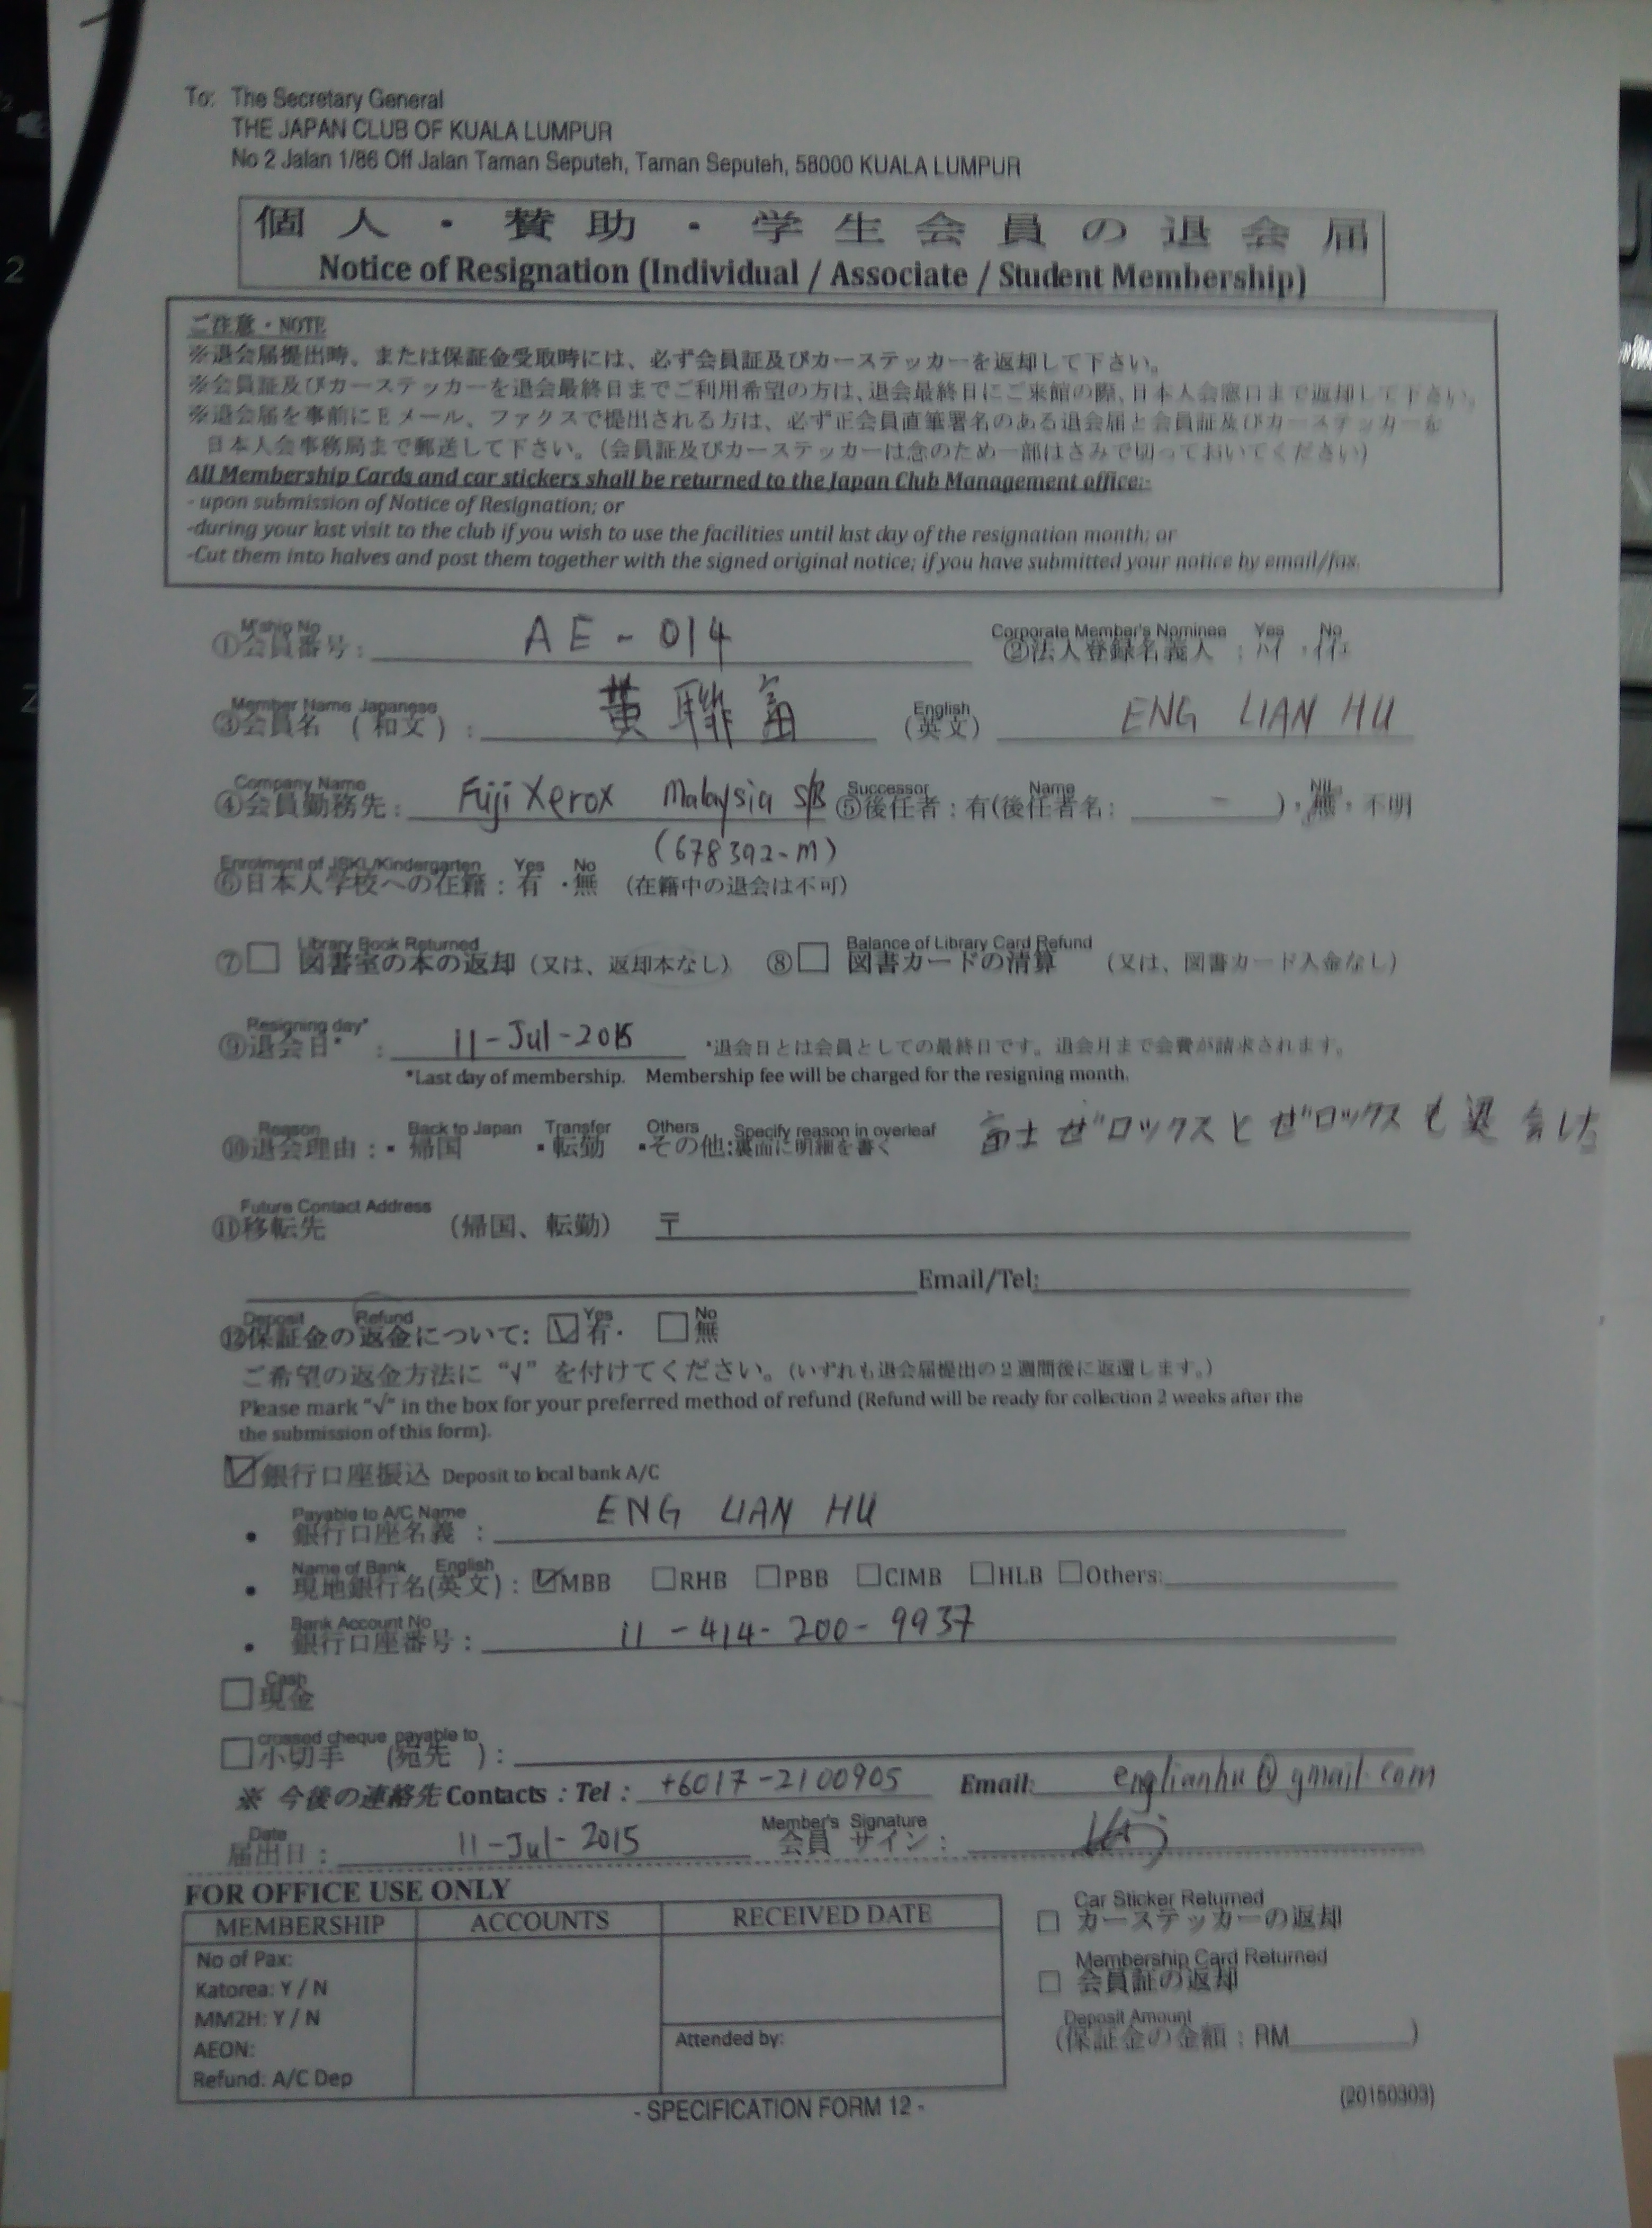 To: The Secretary General
THE JAPAN CLUB OF KUALA LUMPUR
No 2 Jalan 1/86 Off Jalan Taman Seputeh, Taman Seputeh, 58000 KUALA LUMPUR
個人・賛助・学生会員の退会届
Notice of Resignation (Individual / Associate / Student Membership)
ご注意・NOTE
※退会届提出時、または保証金受取時には、必ず会員証及びカーステッカーを返却して下さい。
※会員証及びカーステッカーを退会最終日までご利用希望の方は、退会最終日にご来館の際、日本人会窓口まで返却して下さい。
※退会届を事前にEメール、ファクスで提出される方は、必ず正会員直筆署名のある退会届と会員証及びカーステッカーを
日本人会事務局まで郵送して下さい。(会員証及びカーステッカーは念のため一部はさみで切っておいてください)
All Membership Cards and car stickers shall be returned to the Japan Club Management office:-
- upon submission of Notice of Resignation; or
-during your last visit to the club if you wish to use the facilities until last day of the resignation month; or
-Cut them into halves and post them together with the signed original notice; if you have submitted your notice by email/fax.
M'ship No Corporate Member's Nominee Yes No
①会員番号: AE-014 ②法人登録名義人 :
Member Name Japanese English
③会員名 (和文): 黄聯富 (英文) ENG LIAN HU
Company Name Successor Name NIL
④会員勤務先: Fuji Xerox Malaysia S/B ⑤後任者:有(後任者名: - )・無・不明
(678392-M)
Enrolment of JSKL/Kindergarten Yes No
⑥日本人学校への在籍:有・無 (在籍中の退会は不可)
Library Book Returned Balance of Library Card Refund
⑦□ 図書室の本の返却 (又は、返却本なし) ⑧□ 図書カードの清算 (又は、図書カード入金なし)
Resigning day*
⑨退会日* : 11-Jul-2015 *退会日とは会員としての最終日です。退会月まで会費が請求されます。
*Last day of membership. Membership fee will be charged for the resigning month.
Reason Back to Japan Transfer Others Specify reason in overleaf
⑩退会理由:・帰国 ・転勤 ・その他:裏面に明細を書く 富士ゼロックスとゼロックスも退会した
Future Contact Address
⑪移転先 (帰国、転勤) 〒
Email/Tel:
Deposit Refund Yes No
⑫保証金の返金について: ☑有・ □無
ご希望の返金方法に “√” を付けてください。(いずれも退会届提出の2週間後に返還します。)
Please mark “√” in the box for your preferred method of refund (Refund will be ready for collection 2 weeks after the
the submission of this form).
☑銀行口座振込 Deposit to local bank A/C
Payable to A/C Name
• 銀行口座名義 : ENG LIAN HU
Name of Bank English
• 現地銀行名(英文): ☑MBB □RHB □PBB □CIMB □HLB □Others:
Bank Account No
• 銀行口座番号: 11-414-200-9937
Cash
□現金
crossed cheque payable to
□小切手 (宛先 ):
※ 今後の連絡先 Contacts : Tel : +6017-2100905 Email: englianhu@gmail.com
Date Member's Signature
届出日: 11-Jul-2015 会員 サイン:
FOR OFFICE USE ONLY
MEMBERSHIP ACCOUNTS RECEIVED DATE
No of Pax:
Katorea: Y / N
MM2H: Y / N
AEON:
Refund: A/C Dep
Attended by:
Car Sticker Returned
□ カーステッカーの返却
Membership Card Returned
□ 会員証の返却
Deposit Amount
(保証金の金額:RM )
- SPECIFICATION FORM 12 -
(20150303)